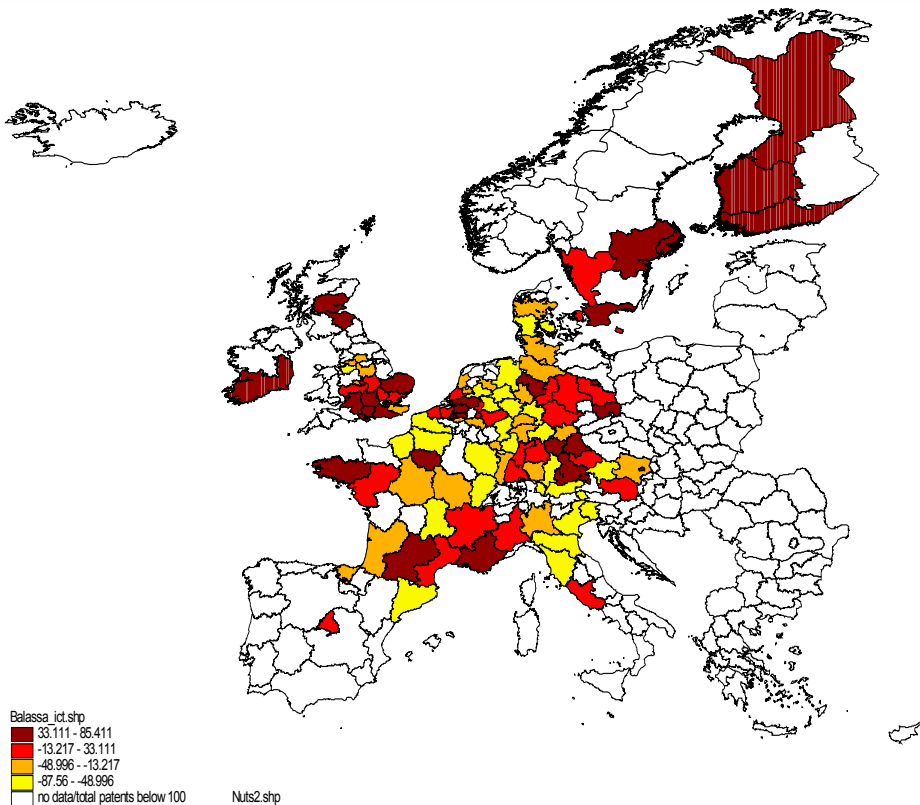 Balassa_ict.shp
33.111 - 85.411
-13.217 - 33.111
-48.996 - -13.217
-87.56 - -48.996
no data/total patents below 100
Nuts2.shp